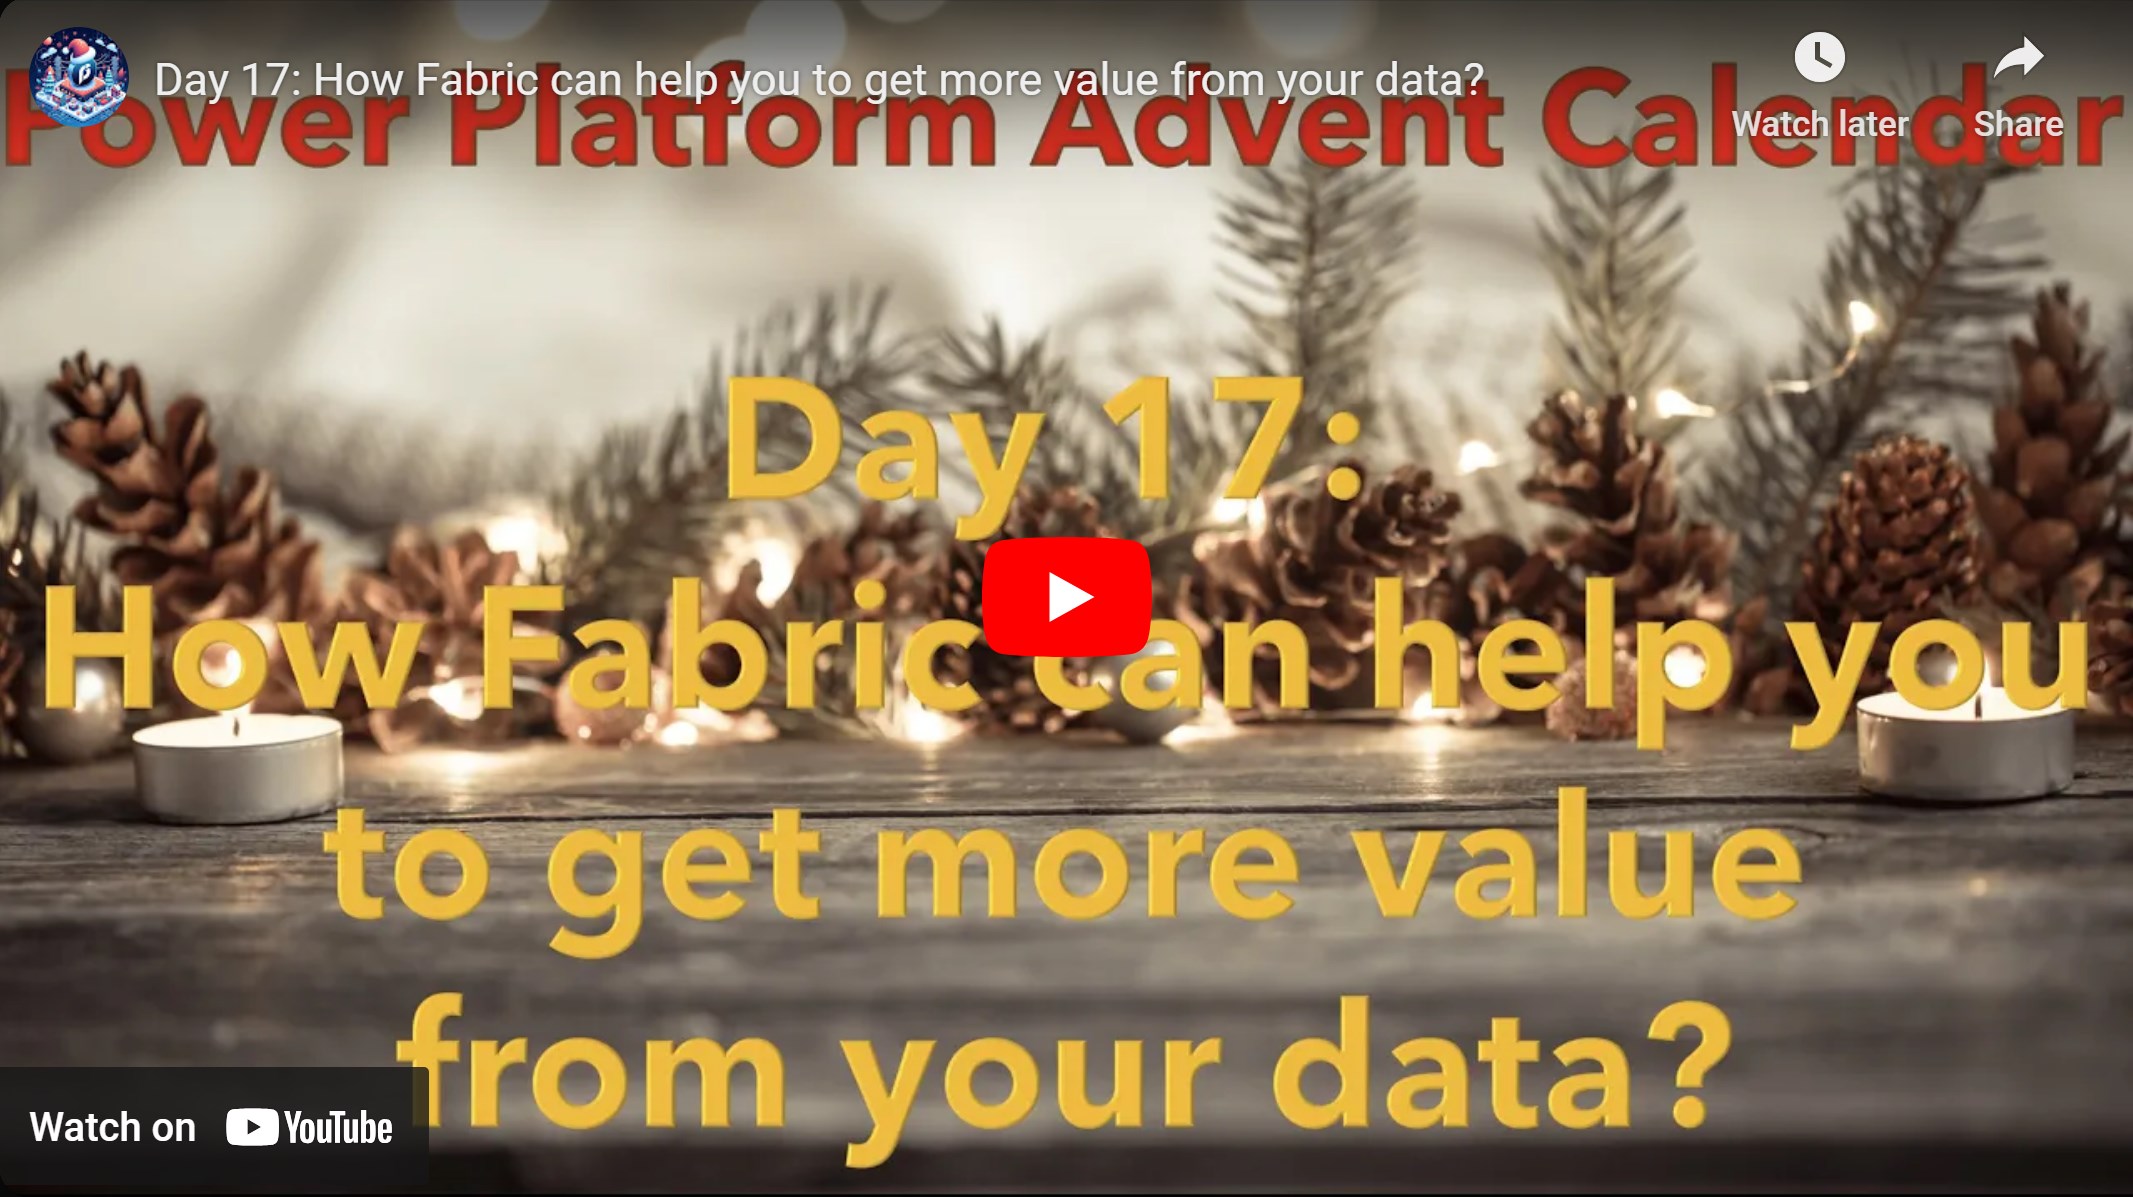 Day 17: How Fabric can help you to get more value from your data?
Watch later
Share
Power Platform Advent Calendar
Day 17:
How Fabric can help you
to get more value
from your data?
Watch on YouTube